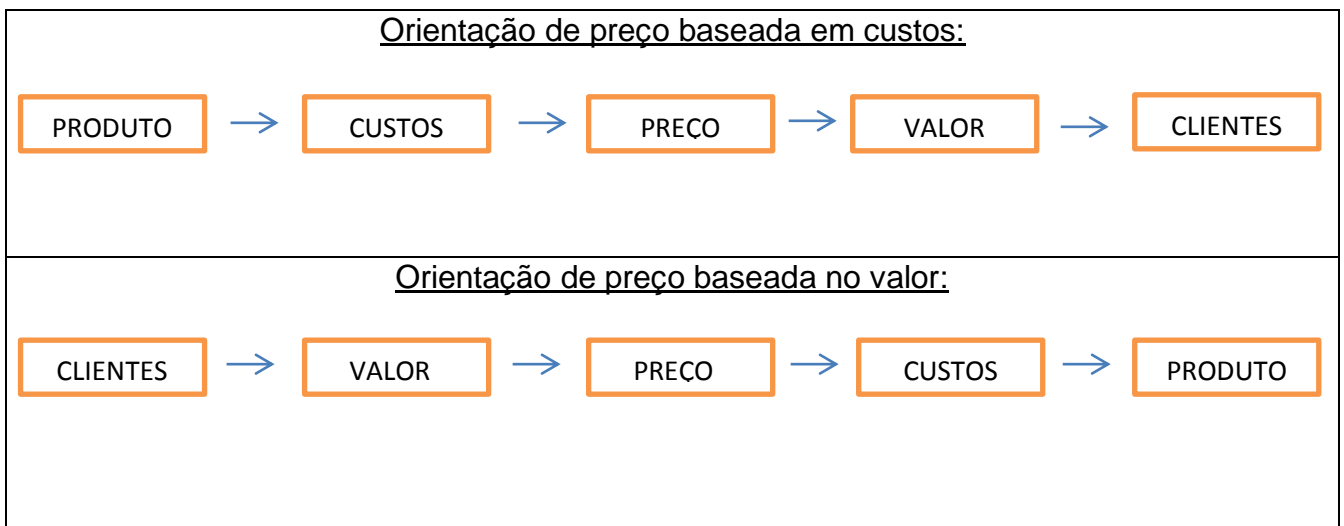 Orientação de preço baseada em custos:
PRODUTO CUSTOS PREÇO VALOR CLIENTES
Orientação de preço baseada no valor:
CLIENTES VALOR PREÇO CUSTOS PRODUTO